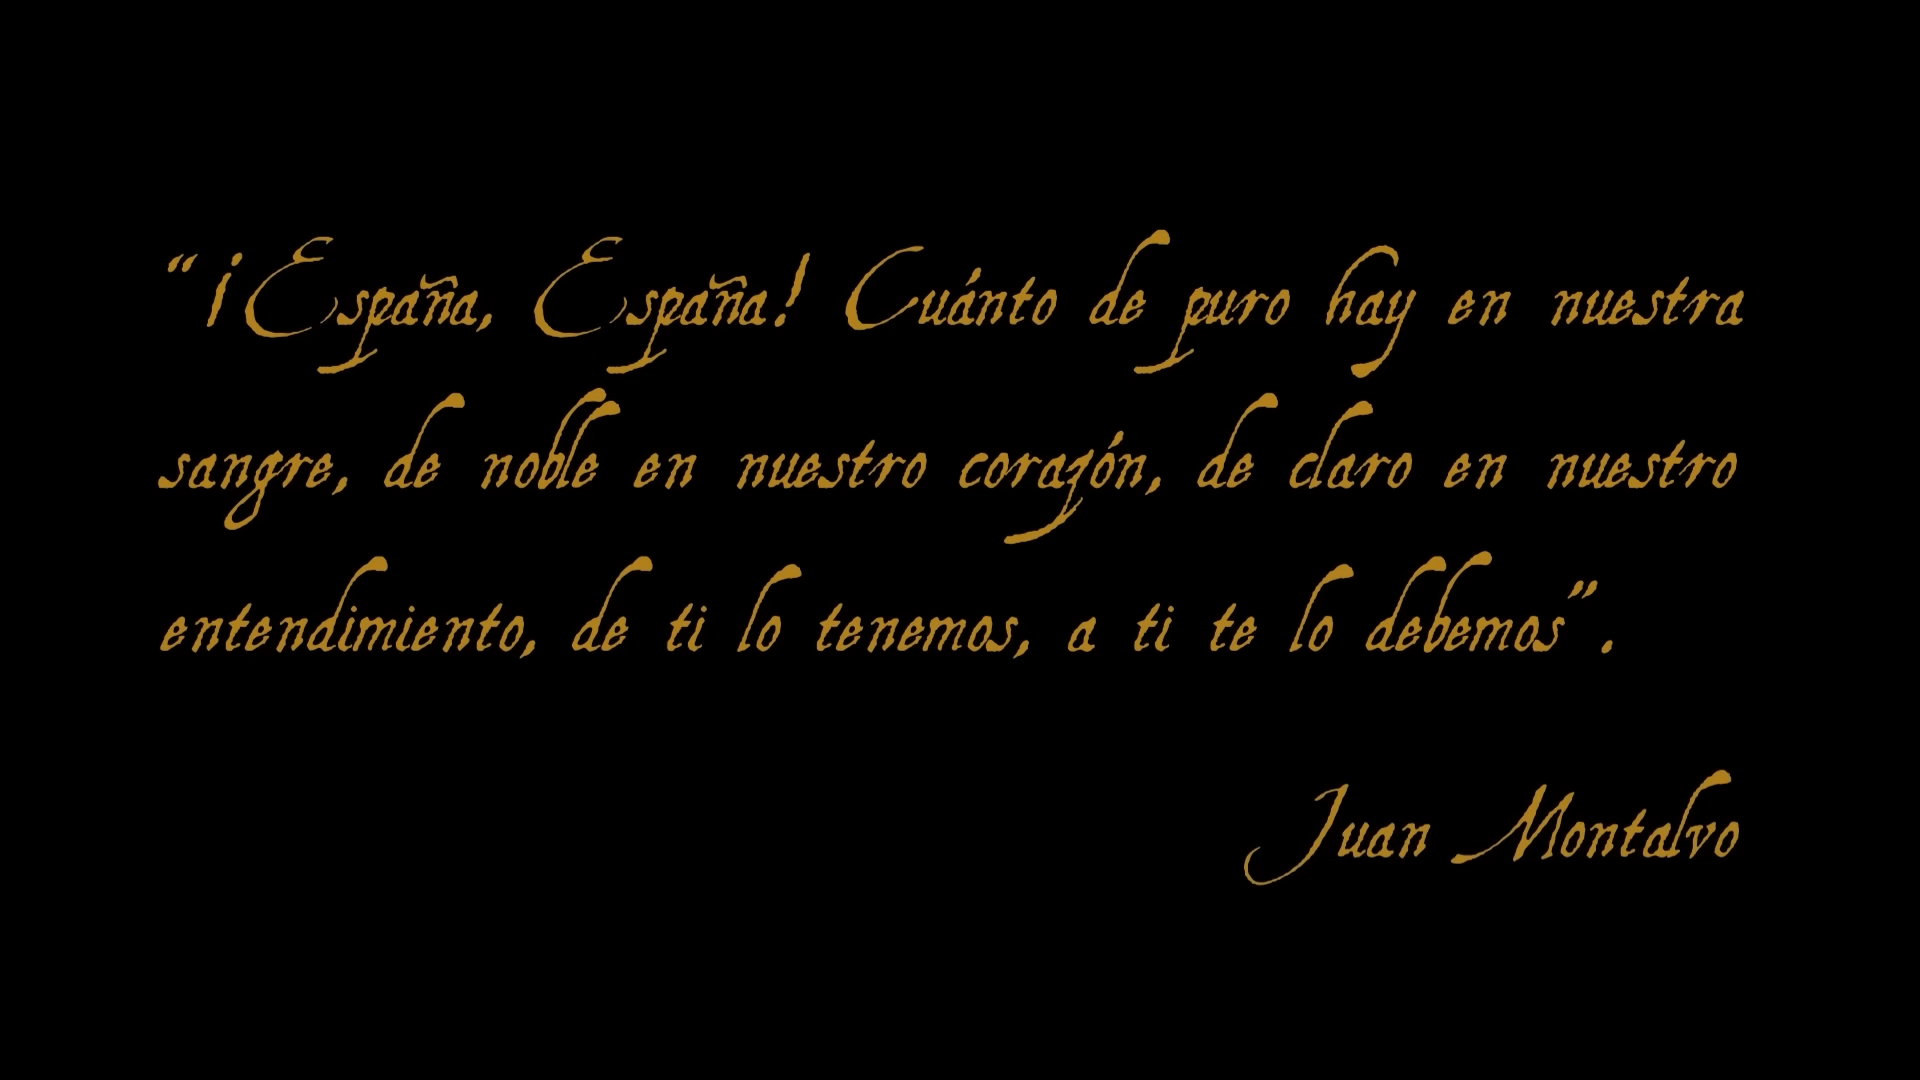 “¡España, España! Cuánto de puro hay en nuestra
sangre, de noble en nuestro corazón, de claro en nuestro
entendimiento, de ti lo tenemos, a ti te lo debemos”.
Juan Montalvo